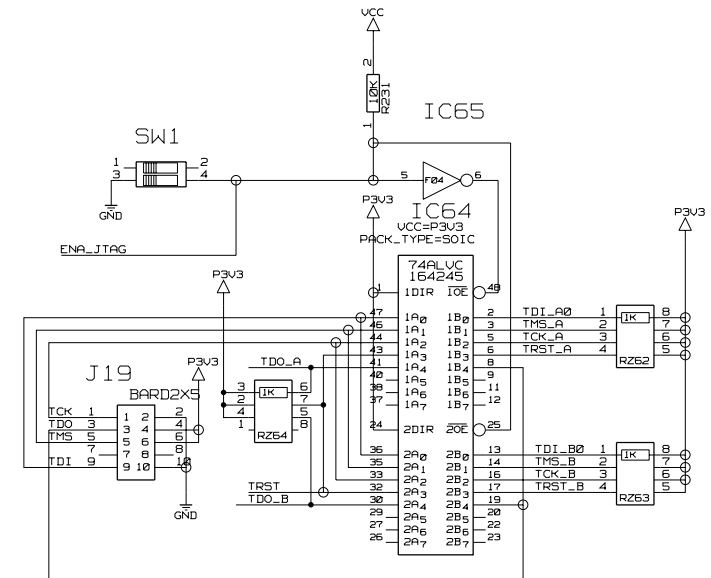 VCC
2
10K
R231
1
IC65
SW1
1 2
3 4
5 F04 6
GND
P3V3
IC64
VCC=P3V3
PACK_TYPE=SOIC
P3V3
ENA_JTAG
74ALVC
164245
P3V3
1 1DIR 1OE 48
47 1A0 1B0 2 TDI_A0 1 1K 8
46 1A1 1B1 3 TMS_A 2 7
44 1A2 1B2 5 TCK_A 3 6
43 1A3 1B3 6 TRST_A 4 5
RZ62
P3V3
TDO_A
41 1A4 1B4 8
40 1A5 1B5 9
38 1A6 1B6 11
37 1A7 1B7 12
J19
BARD2X5
3 1K 6
2 7
4 5
1 8
RZ64
24 2DIR 2OE 25
TCK 1 1 2 2
TDO 3 3 4 4
TMS 5 5 6 6
7 7 8 8
TDI 9 9 10 10
GND
36 2A0 2B0 13 TDI_B0 1 1K 8
35 2A1 2B1 14 TMS_B 2 7
33 2A2 2B2 16 TCK_B 3 6
TRST 32 2A3 2B3 17 TRST_B 4 5
RZ63
TDO_B 30 2A4 2B4 19
29 2A5 2B5 20
27 2A6 2B6 22
26 2A7 2B7 23